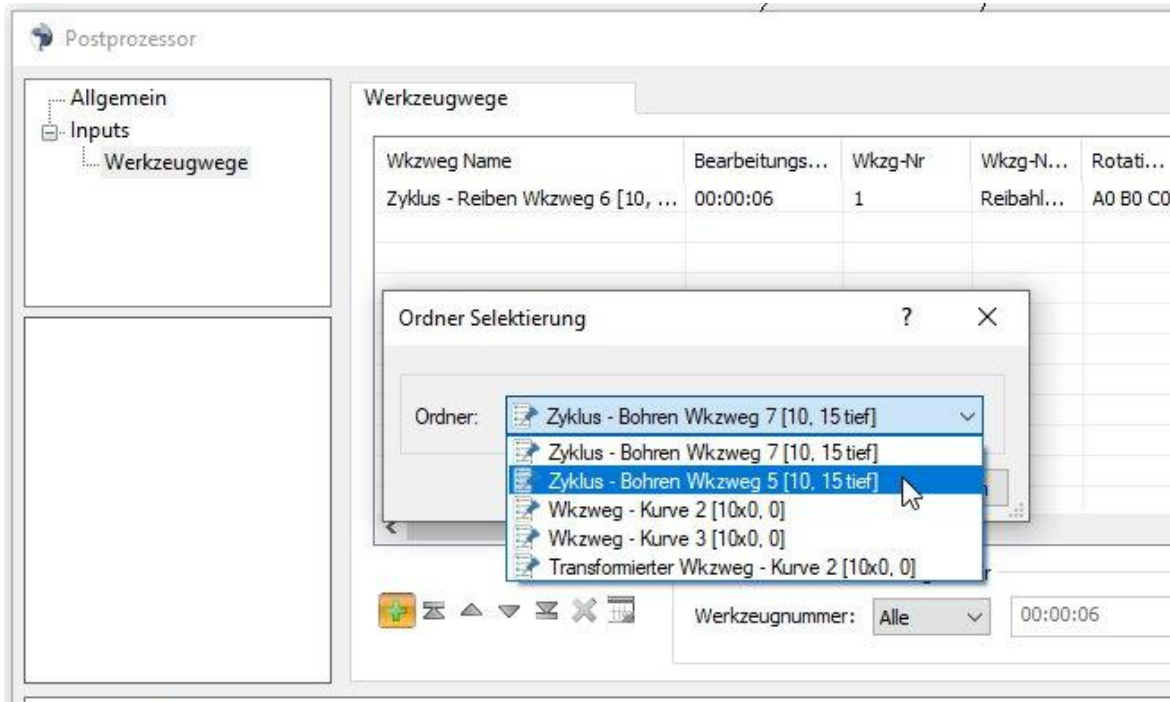 Postprozessor
Allgemein
Inputs
Werkzeugwege
Werkzeugwege
Wkzweg Name Bearbeitungs... Wkzg-Nr Wkzg-N... Rotati...
Zyklus - Reiben Wkzweg 6 [10, ... 00:00:06 1 Reibahl... A0 B0 C0
Ordner Selektierung ?
Ordner: Zyklus - Bohren Wkzweg 7 [10, 15 tief]
Zyklus - Bohren Wkzweg 7 [10, 15 tief]
Zyklus - Bohren Wkzweg 5 [10, 15 tief]
Wkzweg - Kurve 2 [10x0, 0]
Wkzweg - Kurve 3 [10x0, 0]
Transformierter Wkzweg - Kurve 2 [10x0, 0]
Werkzeugnummer: Alle 00:00:06